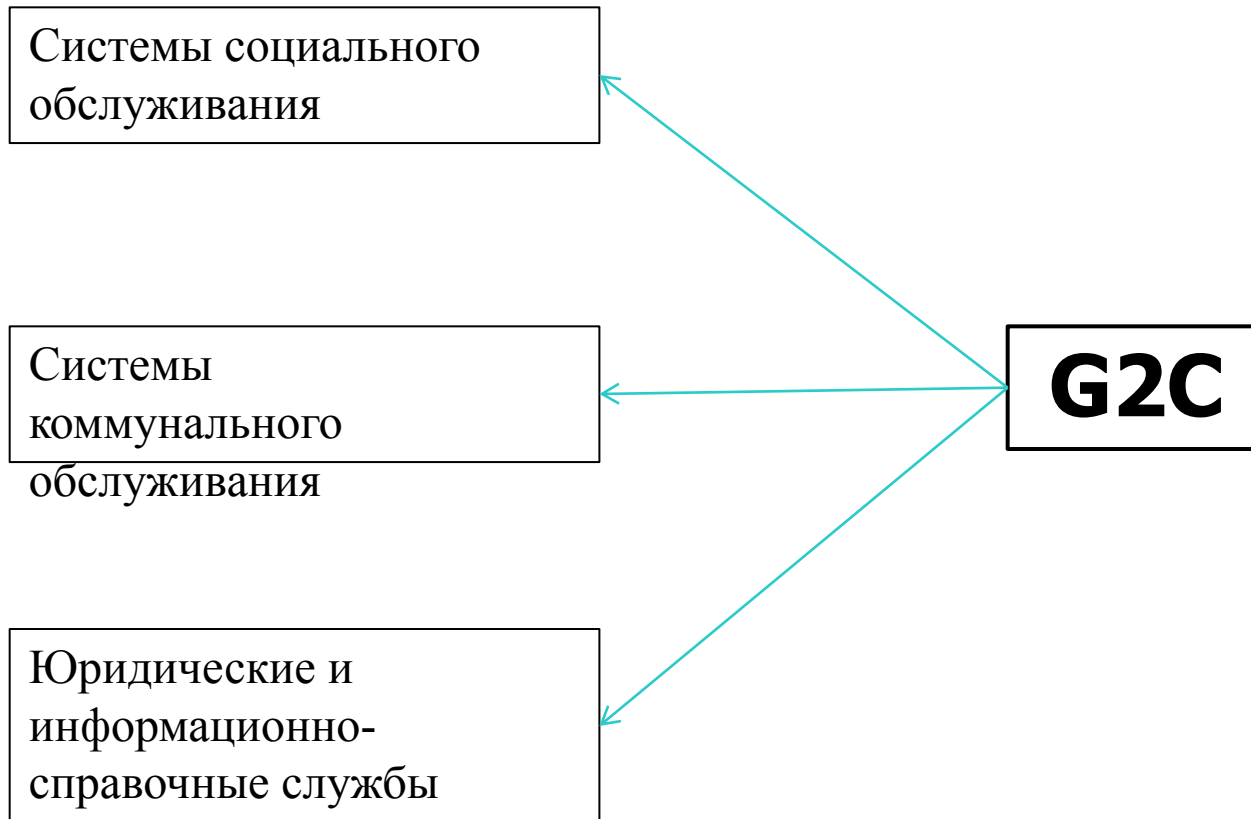 Системы социального
обслуживания
Системы
коммунального
обслуживания
G2C
Юридические и
информационно-
справочные службы